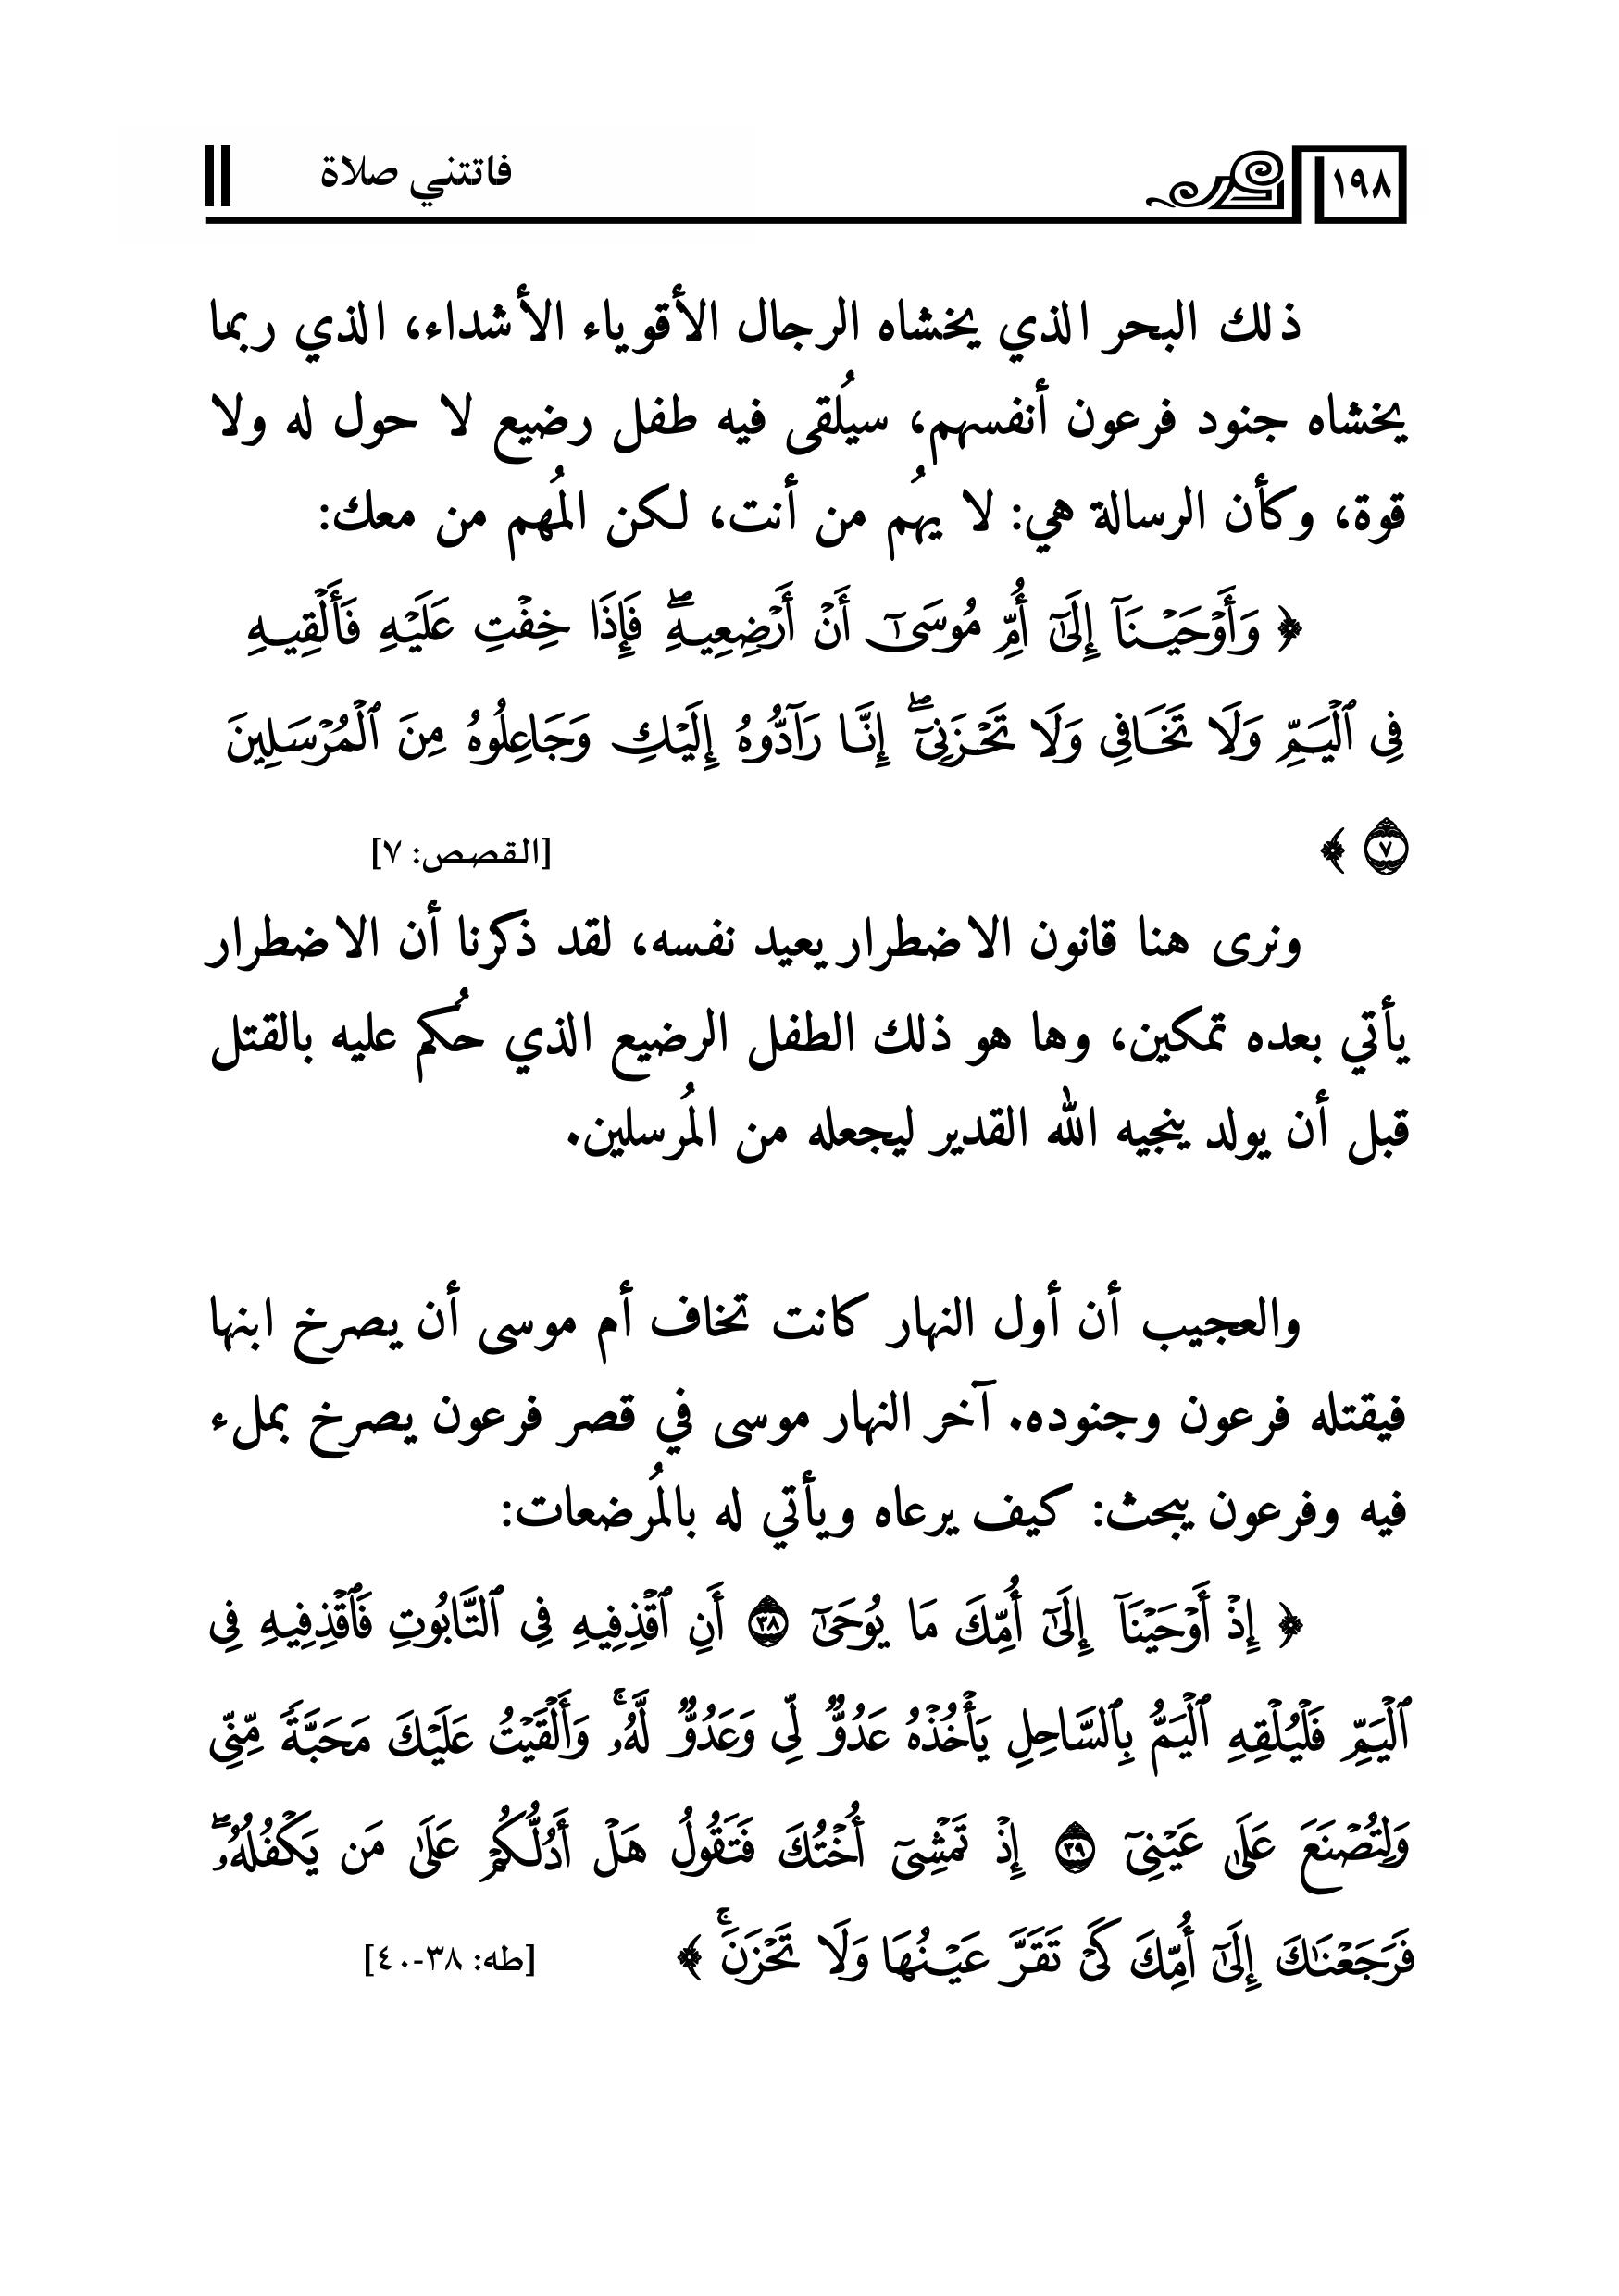 ١٩٨
فاتتني صلاة
ذلك البحر الذي يخشاه الرجال الأقوياء الأشداء، الذي ربما
يخشاه جنود فرعون أنفسهم، سيُلقى فيه طفل رضيع لا حول له ولا
قوة، وكأن الرسالة هي: لا يهُم من أنت، لكن المُهم من معك:
﴿ وَأَوۡحَيۡنَآ إِلَىٰٓ أُمِّ مُوسَىٰٓ أَنۡ أَرۡضِعِيهِۖ فَإِذَا خِفۡتِ عَلَيۡهِ فَأَلۡقِيهِ
فِي ٱلۡيَمِّ وَلَا تَخَافِي وَلَا تَحۡزَنِيٓۖ إِنَّا رَآدُّوهُ إِلَيۡكِ وَجَاعِلُوهُ مِنَ ٱلۡمُرۡسَلِينَ
٧ ﴾ [القصص: ٧]
ونرى هنا قانون الاضطرار يعيد نفسه، لقد ذكرنا أن الاضطرار
يأتي بعده تمكين، وها هو ذلك الطفل الرضيع الذي حُكم عليه بالقتل
قبل أن يولد ينجيه الله القدير ليجعله من المُرسلين.
والعجيب أن أول النهار كانت تخاف أم موسى أن يصرخ ابنها
فيقتله فرعون وجنوده. آخر النهار موسى في قصر فرعون يصرخ بملء
فيه وفرعون يبحث: كيف يرعاه ويأتي له بالمُرضعات:
﴿ إِذۡ أَوۡحَيۡنَآ إِلَىٰٓ أُمِّكَ مَا يُوحَىٰٓ ٣٨ أَنِ ٱقۡذِفِيهِ فِي ٱلتَّابُوتِ فَٱقۡذِفِيهِ فِي
ٱلۡيَمِّ فَلۡيُلۡقِهِ ٱلۡيَمُّ بِٱلسَّاحِلِ يَأۡخُذۡهُ عَدُوّٞ لِّي وَعَدُوّٞ لَّهُۥۚ وَأَلۡقَيۡتُ عَلَيۡكَ مَحَبَّةٗ مِّنِّي
وَلِتُصۡنَعَ عَلَىٰ عَيۡنِيٓ ٣٩ إِذۡ تَمۡشِيٓ أُخۡتُكَ فَتَقُولُ هَلۡ أَدُلُّكُمۡ عَلَىٰ مَن يَكۡفُلُهُۥۖ
فَرَجَعۡنَٰكَ إِلَىٰٓ أُمِّكَ كَيۡ تَقَرَّ عَيۡنُهَا وَلَا تَحۡزَنَۚ ﴾ [طه: ٣٨-٤٠]